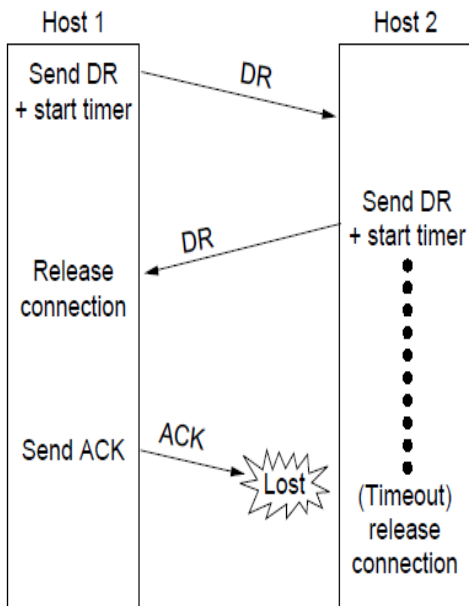 Host 1
Host 2
Send DR
+ start timer
DR
Send DR
+ start timer
DR
Release
connection
Send ACK
ACK
Lost
(Timeout)
release
connection